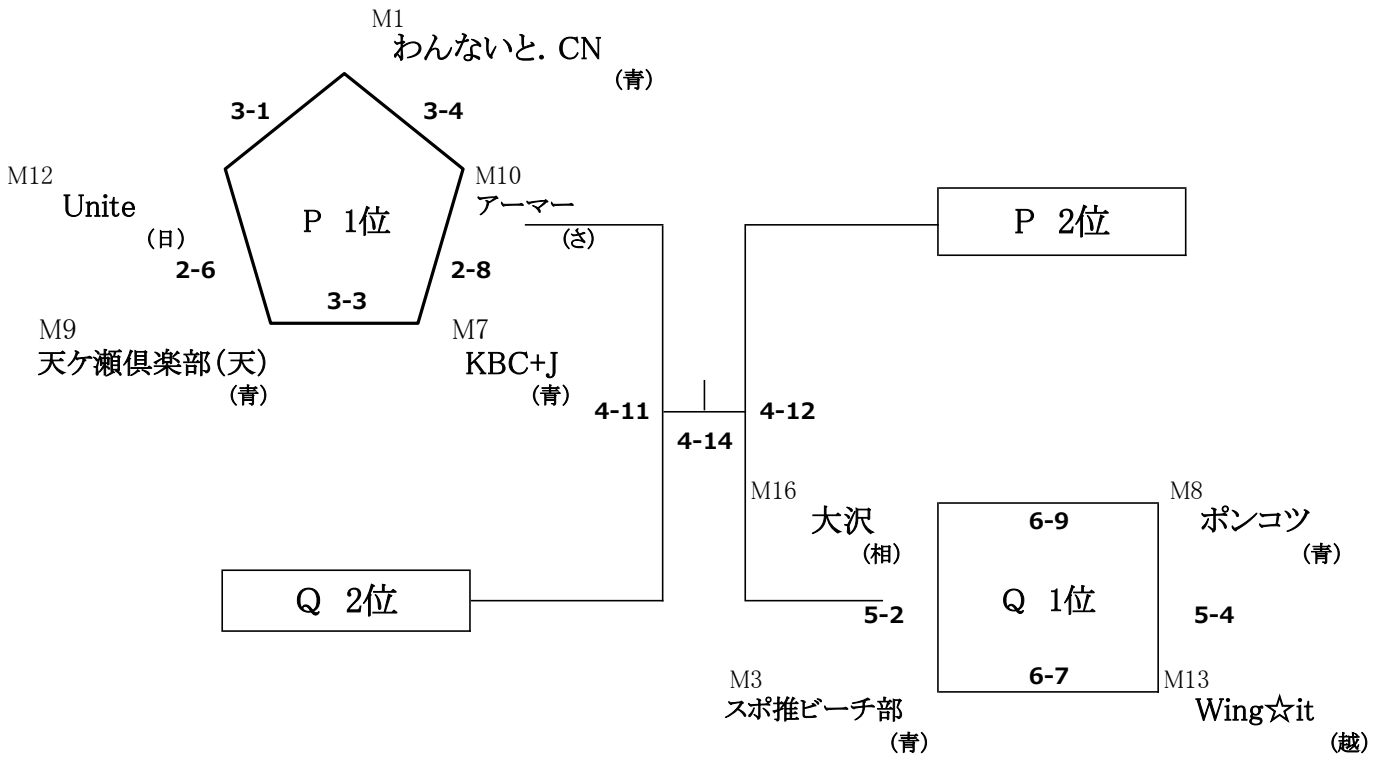 M1
わんないと．CN
(青)
3-1
3-4
M12
Unite
(日)
P 1位
M10
アーマー
(さ)
P 2位
2-6
2-8
3-3
M9
天ケ瀬倶楽部(天)
(青)
M7
KBC+J
(青)
4-11
4-12
4-14
M16
大沢
(相)
6-9
M8
ポンコツ
(青)
Q 2位
Q 1位
5-2
5-4
6-7
M3
スポ推ビーチ部
(青)
M13
Wing☆it
(越)